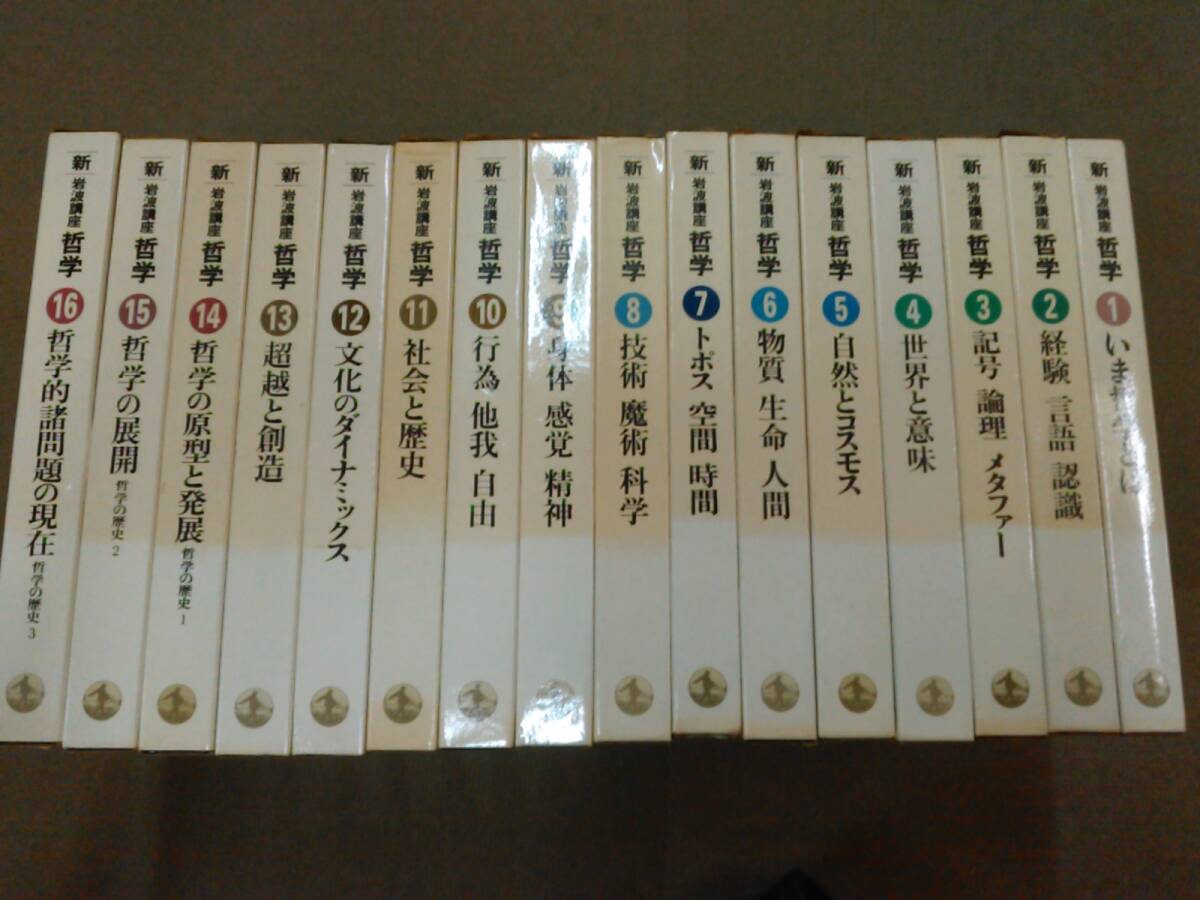 新 岩波講座 哲学 1 いま哲学とは
新 岩波講座 哲学 2 経験 言語 認識
新 岩波講座 哲学 3 記号 論理 メタファー
新 岩波講座 哲学 4 世界と意味
新 岩波講座 哲学 5 自然とコスモス
新 岩波講座 哲学 6 物質 生命 人間
新 岩波講座 哲学 7 トポス 空間 時間
新 岩波講座 哲学 8 技術 魔術 科学
新 岩波講座 哲学 9 身体 感覚 精神
新 岩波講座 哲学 10 行為 他我 自由
新 岩波講座 哲学 11 社会と歴史
新 岩波講座 哲学 12 文化のダイナミックス
新 岩波講座 哲学 13 超越と創造
新 岩波講座 哲学 14 哲学の原型と発展 哲学の歴史 1
新 岩波講座 哲学 15 哲学の展開 哲学の歴史 2
新 岩波講座 哲学 16 哲学的諸問題の現在 哲学の歴史 3